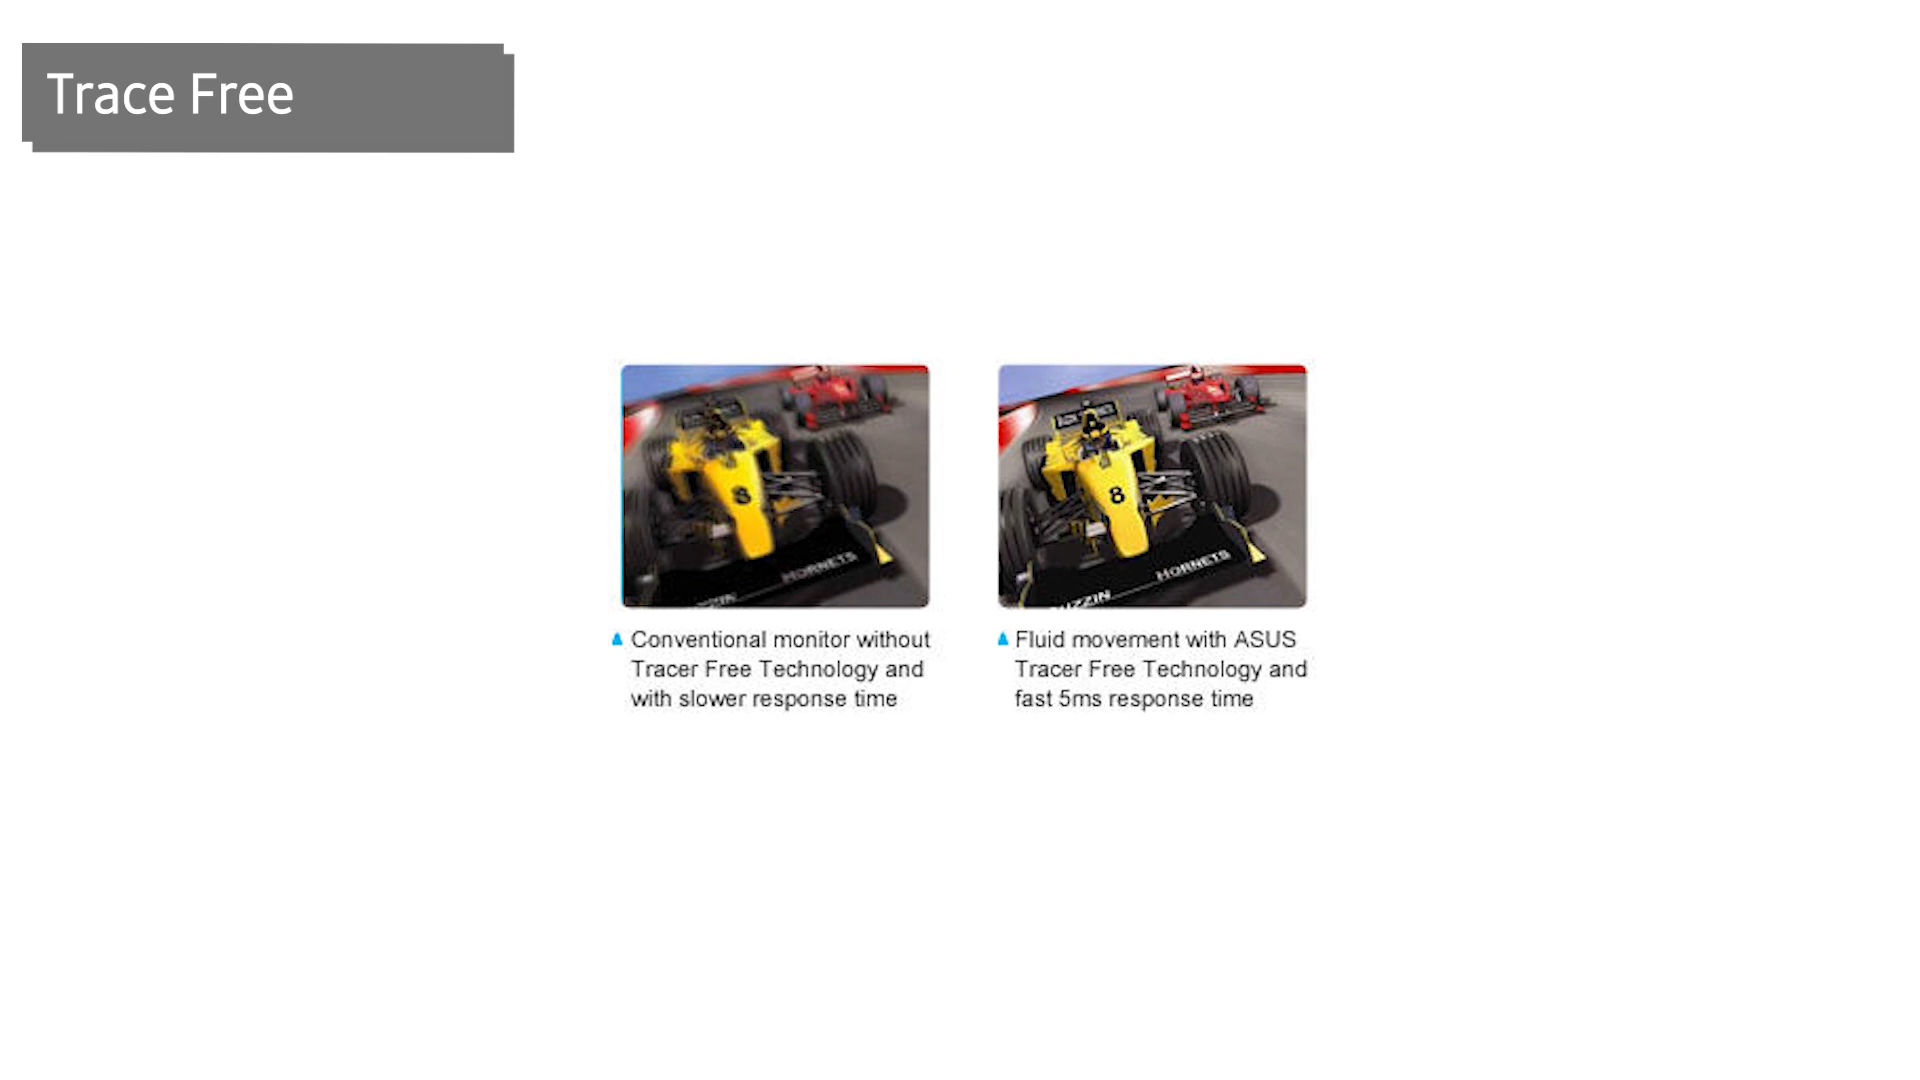 Trace Free
8
HORNETS
8
HORNETS
Conventional monitor without
Tracer Free Technology and
with slower response time
Fluid movement with ASUS
Tracer Free Technology and
fast 5ms response time